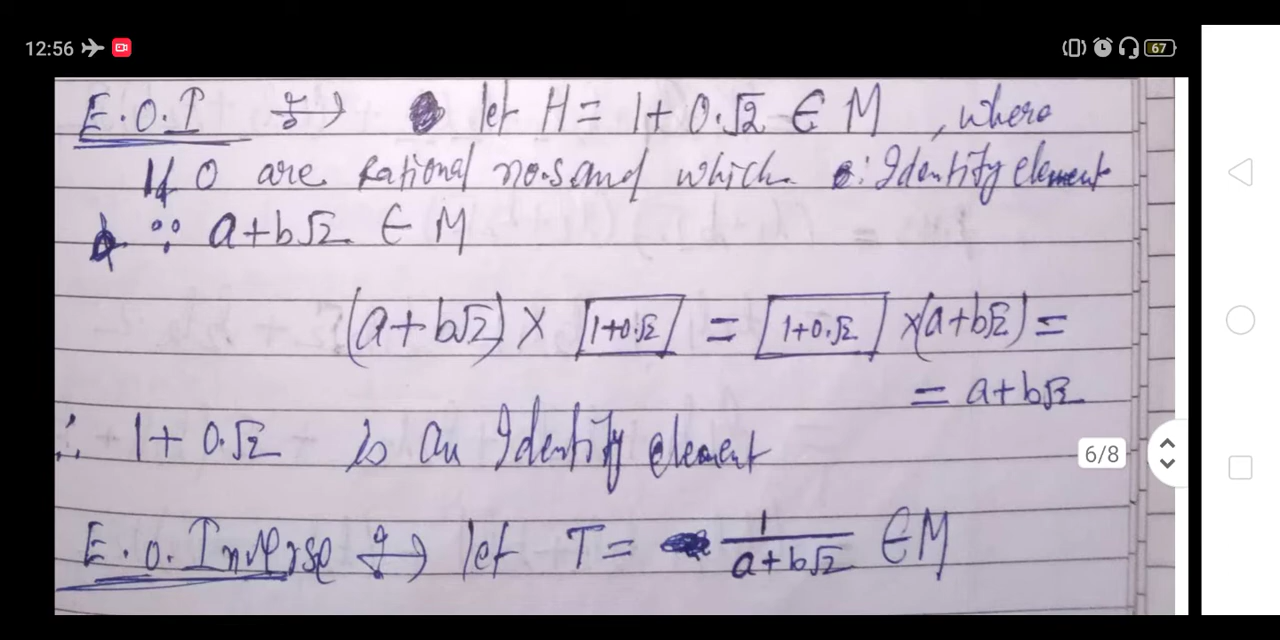 12:56
67
E.O.I :→ let H = 1+0.√2 ∈ M , where
1 & 0 are Rational no.s and which Identity element
∵ a+b√2 ∈ M
(a+b√2) × [1+0.√2] = [1+0.√2] × (a+b√2) =
= a+b√2
∴ 1+0.√2 is an Identity element
6/8
E.O.Inverse :→ let T = 1/(a+b√2) ∈ M